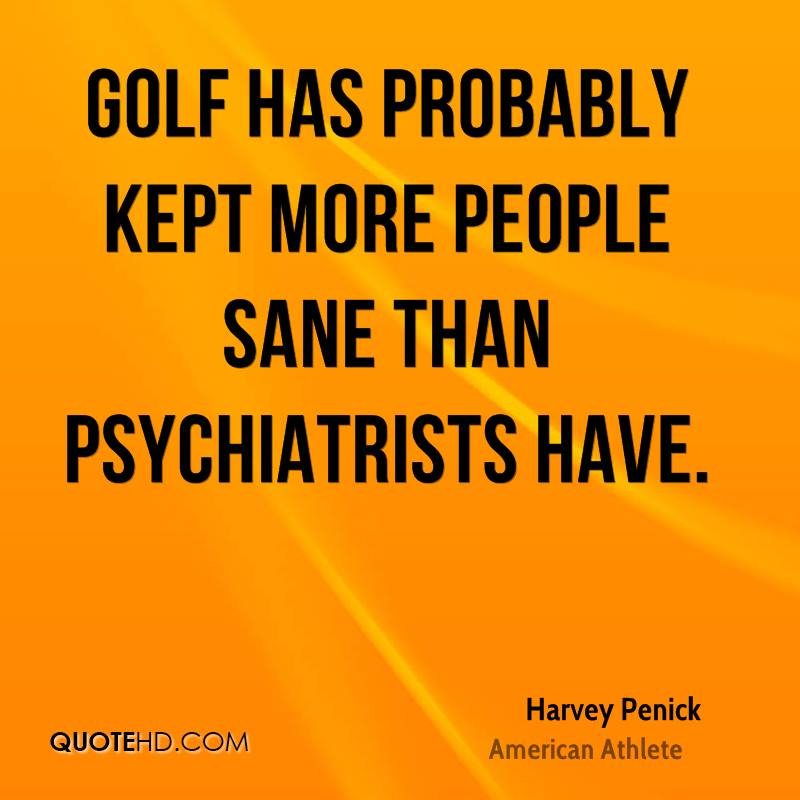 GOLF HAS PROBABLY
KEPT MORE PEOPLE
SANE THAN
PSYCHIATRISTS HAVE.
Harvey Penick
American Athlete
QUOTEHD.COM